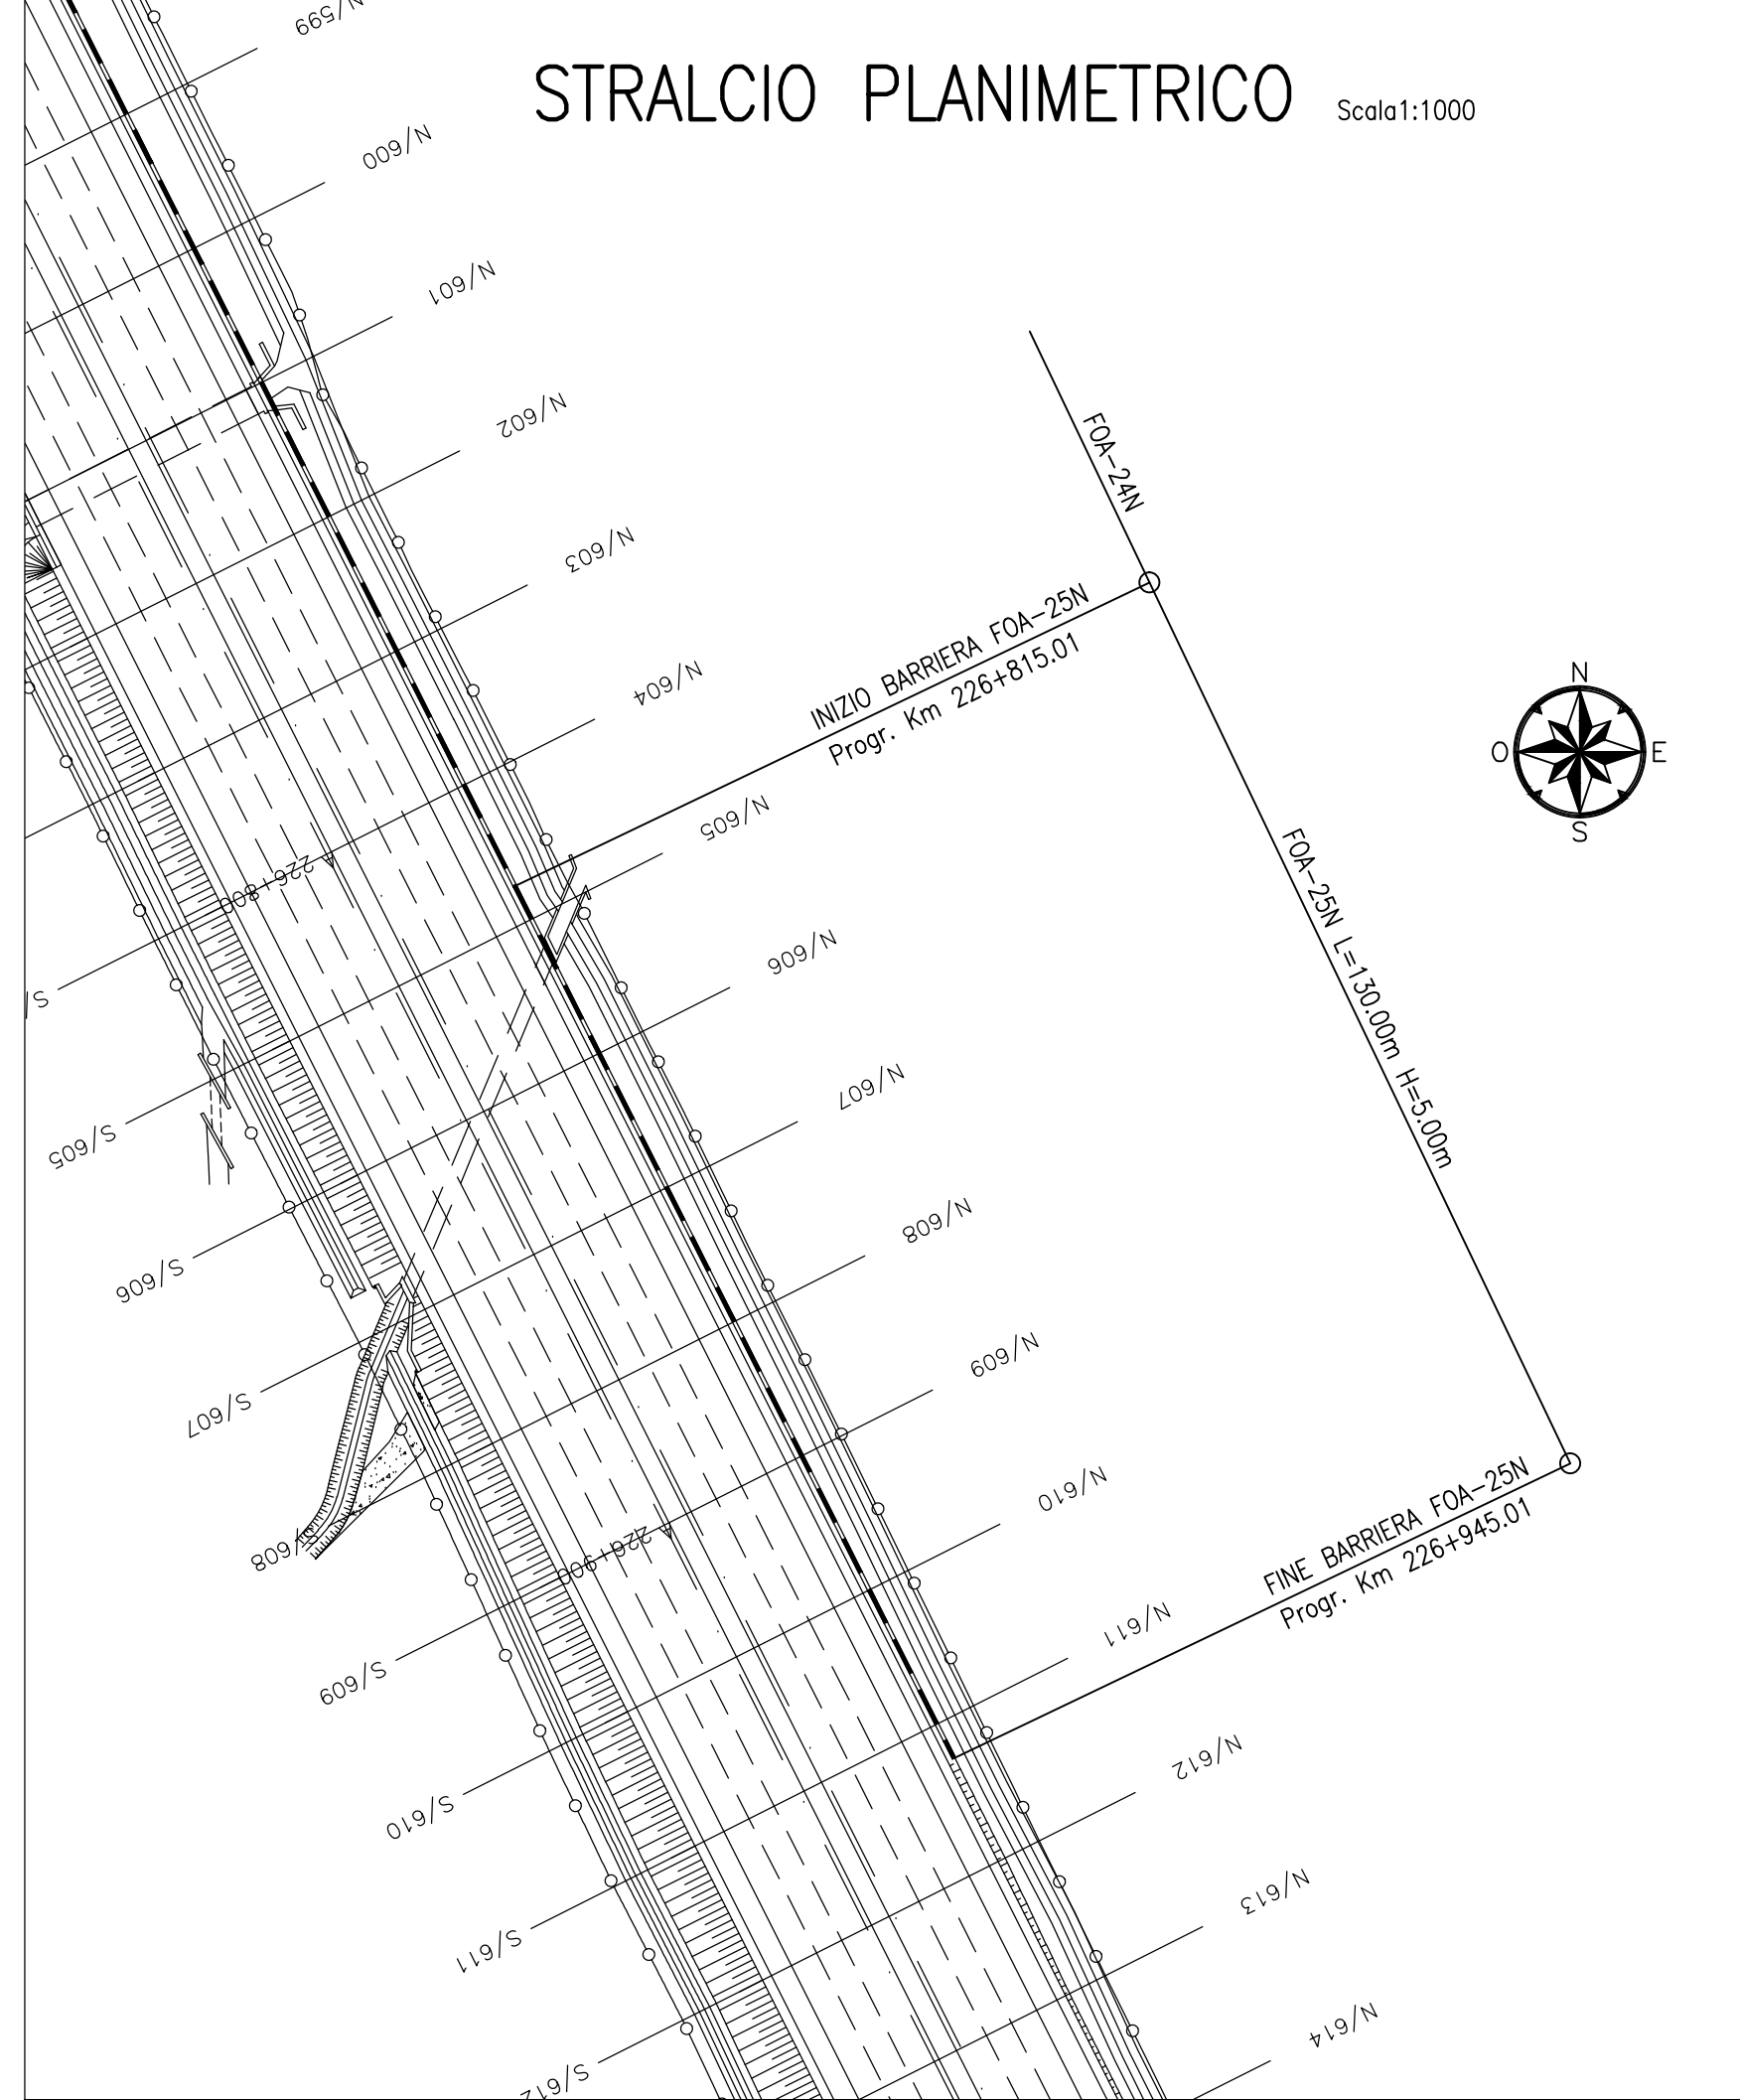 N/599
STRALCIO PLANIMETRICO Scala1:1000
N/600
N/601
N/602
N/603
N/604
N/605
N/606
N/607
N/608
N/609
N/610
N/611
N/612
N/613
N/614
FOA-24N
INIZIO BARRIERA FOA-25N
Progr. Km 226+815.01
N
O
E
S
FOA-25N L=130.00m H=5.00m
FINE BARRIERA FOA-25N
Progr. Km 226+945.01
226+800
226+900
S/
S/605
S/606
S/607
S/608
S/609
S/610
S/611
S/612